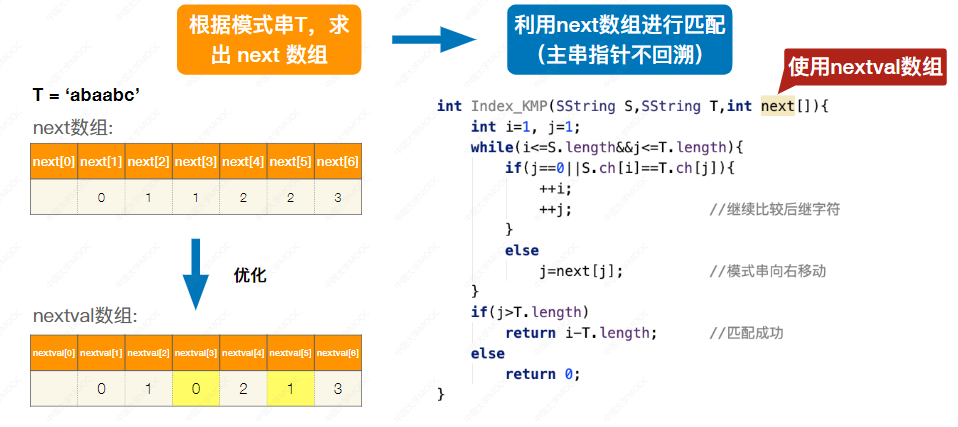 根据模式串T，求
出 next 数组
利用next数组进行匹配
（主串指针不回溯）
使用nextval数组
T = ‘abaabc’
next数组:
next[0] next[1] next[2] next[3] next[4] next[5] next[6]
0 1 1 2 2 3
优化
nextval数组:
nextval[0] nextval[1] nextval[2] nextval[3] nextval[4] nextval[5] nextval[6]
0 1 0 2 1 3
int Index_KMP(SString S,SString T,int next[]){
int i=1, j=1;
while(i<=S.length&&j<=T.length){
if(j==0||S.ch[i]==T.ch[j]){
++i;
++j; //继续比较后继字符
}
else
j=next[j]; //模式串向右移动
}
if(j>T.length)
return i-T.length; //匹配成功
else
return 0;
}